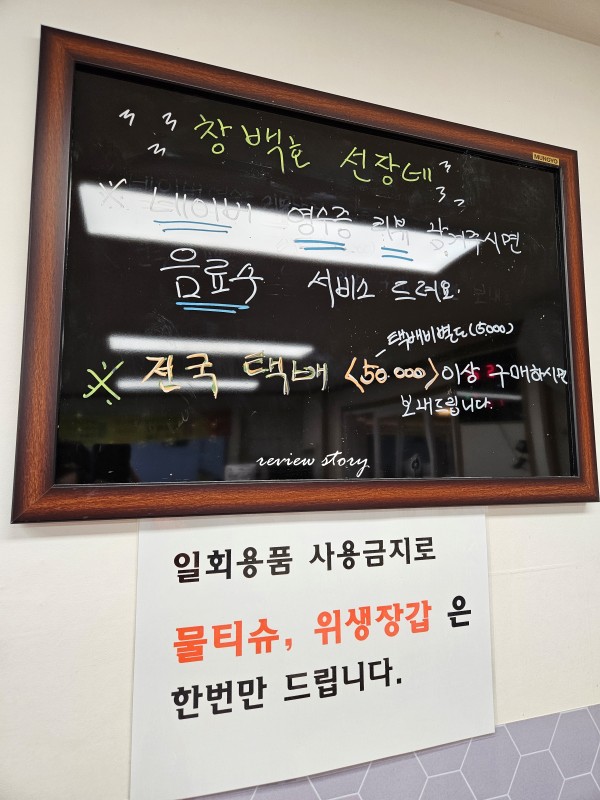 MUNGYO
창백호 선장네
※ 네이버 영수증 리뷰 남겨주시면
음료수 서비스 드려요.
택배비별도(5000)
※ 전국 택배 <50.000>이상 구매하시면
보내드립니다.
review story
일회용품 사용금지로
물티슈, 위생장갑 은
한번만 드립니다.